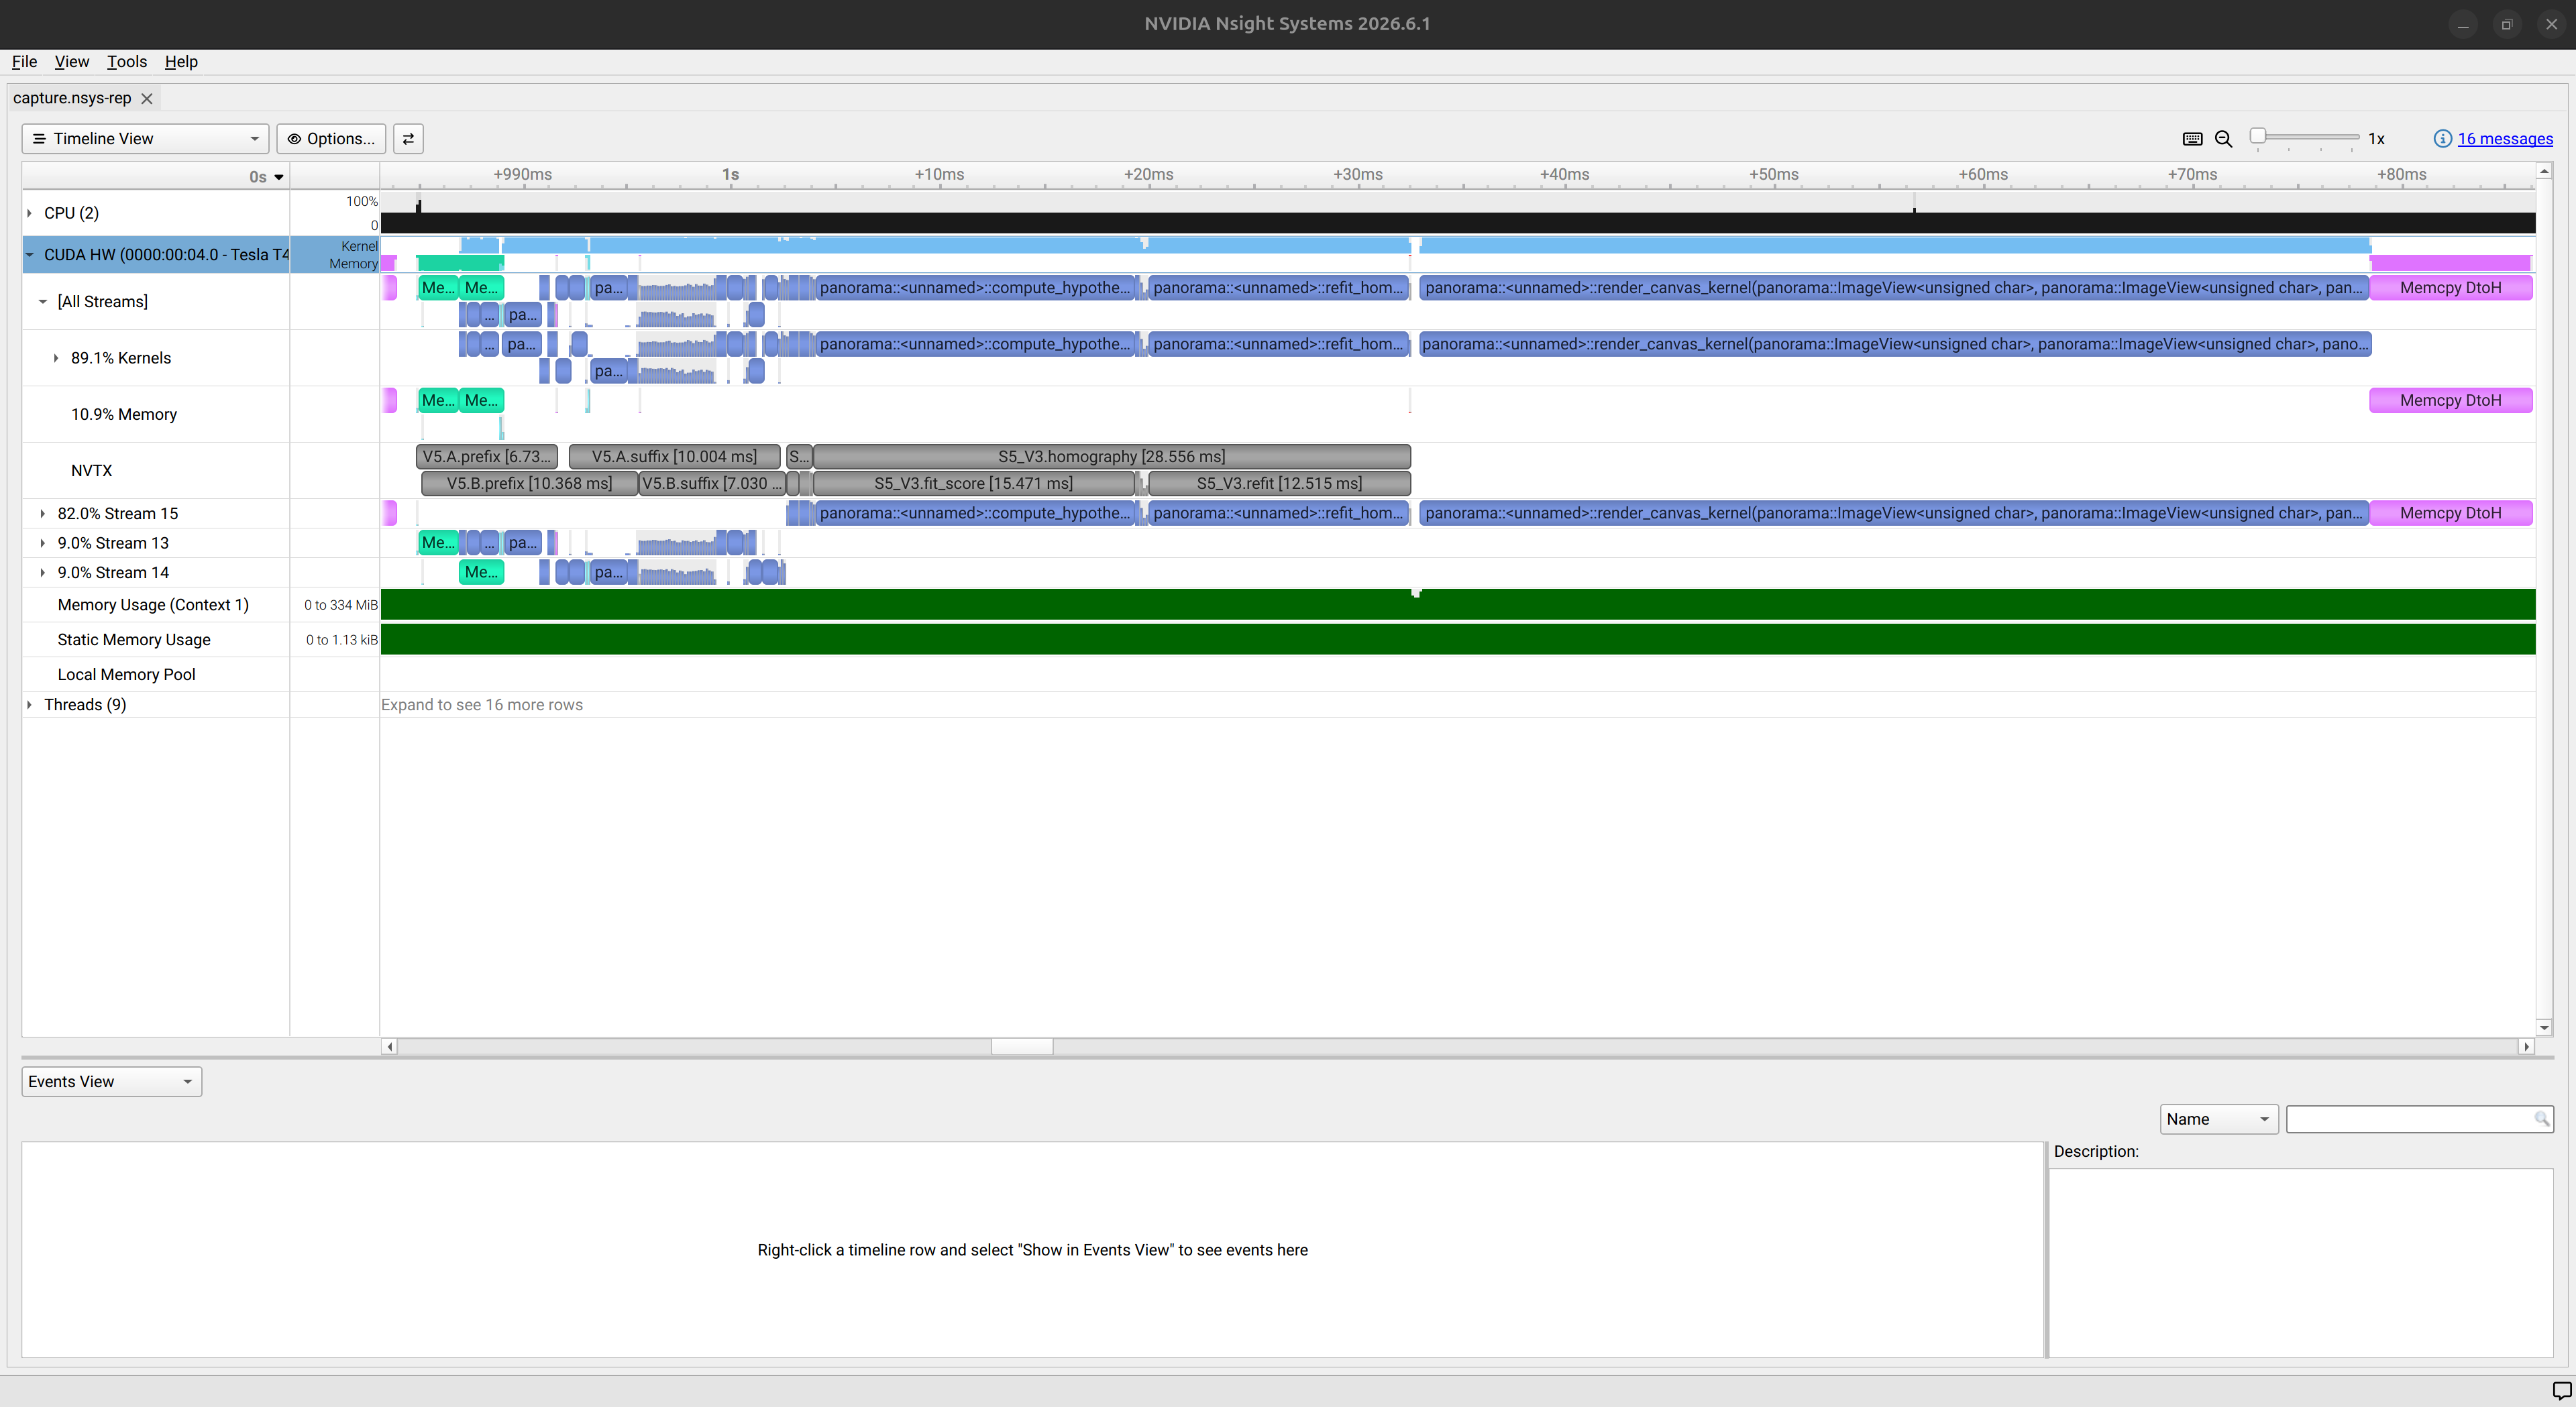 NVIDIA Nsight Systems 2026.6.1
File View Tools Help
capture.nsys-rep
Timeline View Options... 1x 16 messages
0s +990ms 1s +10ms +20ms +30ms +40ms +50ms +60ms +70ms +80ms
CPU (2) 100%
0
CUDA HW (0000:00:04.0 - Tesla T4 Kernel
Memory
[All Streams] Me... Me... pa... panorama::<unnamed>::compute_hypothe... panorama::<unnamed>::refit_hom... panorama::<unnamed>::render_canvas_kernel(panorama::ImageView<unsigned char>, panorama::ImageView<unsigned char>, pan... Memcpy DtoH
... pa...
89.1% Kernels ... pa... panorama::<unnamed>::compute_hypothe... panorama::<unnamed>::refit_hom... panorama::<unnamed>::render_canvas_kernel(panorama::ImageView<unsigned char>, panorama::ImageView<unsigned char>, pano...
pa...
10.9% Memory Me... Me... Memcpy DtoH
NVTX V5.A.prefix [6.73... V5.A.suffix [10.004 ms] S... S5_V3.homography [28.556 ms]
V5.B.prefix [10.368 ms] V5.B.suffix [7.030 ... S5_V3.fit_score [15.471 ms] S5_V3.refit [12.515 ms]
82.0% Stream 15 panorama::<unnamed>::compute_hypothe... panorama::<unnamed>::refit_hom... panorama::<unnamed>::render_canvas_kernel(panorama::ImageView<unsigned char>, panorama::ImageView<unsigned char>, pan... Memcpy DtoH
9.0% Stream 13 Me... ... pa...
9.0% Stream 14 Me... pa...
Memory Usage (Context 1) 0 to 334 MiB
Static Memory Usage 0 to 1.13 kiB
Local Memory Pool
Threads (9) Expand to see 16 more rows
Events View
Name
Description:
Right-click a timeline row and select "Show in Events View" to see events here